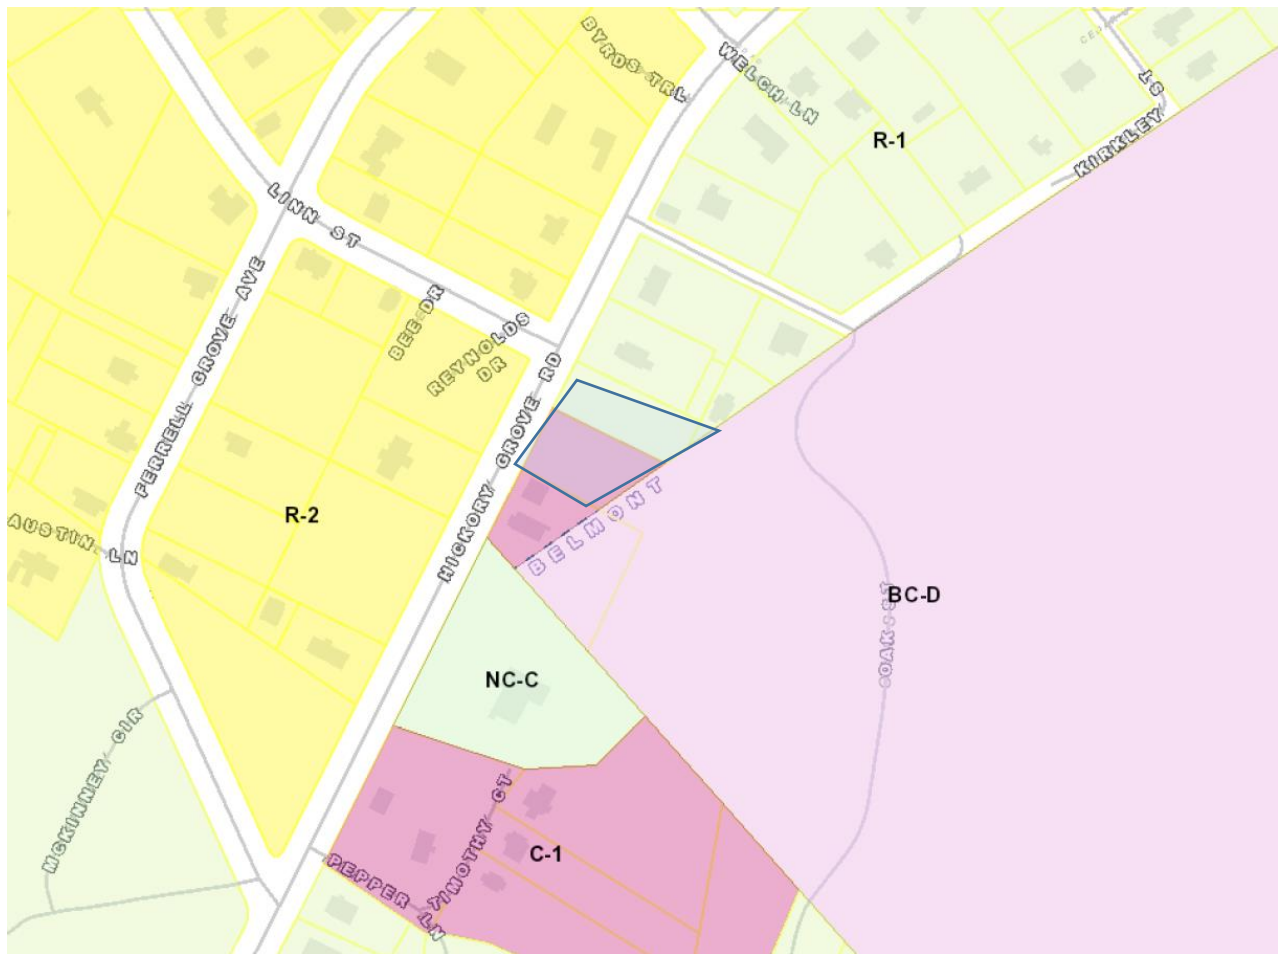 BYRDS TRL
WELCH LN
ST
KIRKLEY
R-1
LINN ST
FERRELL GROVE AVE
BEE DR
REYNOLDS
DR
HICKORY GROVE RD
BELMONT
R-2
AUSTIN LN
OAK ST
BC-D
NC-C
MCKINNEY CIR
TIMOTHY CT
C-1
PEPPER LN